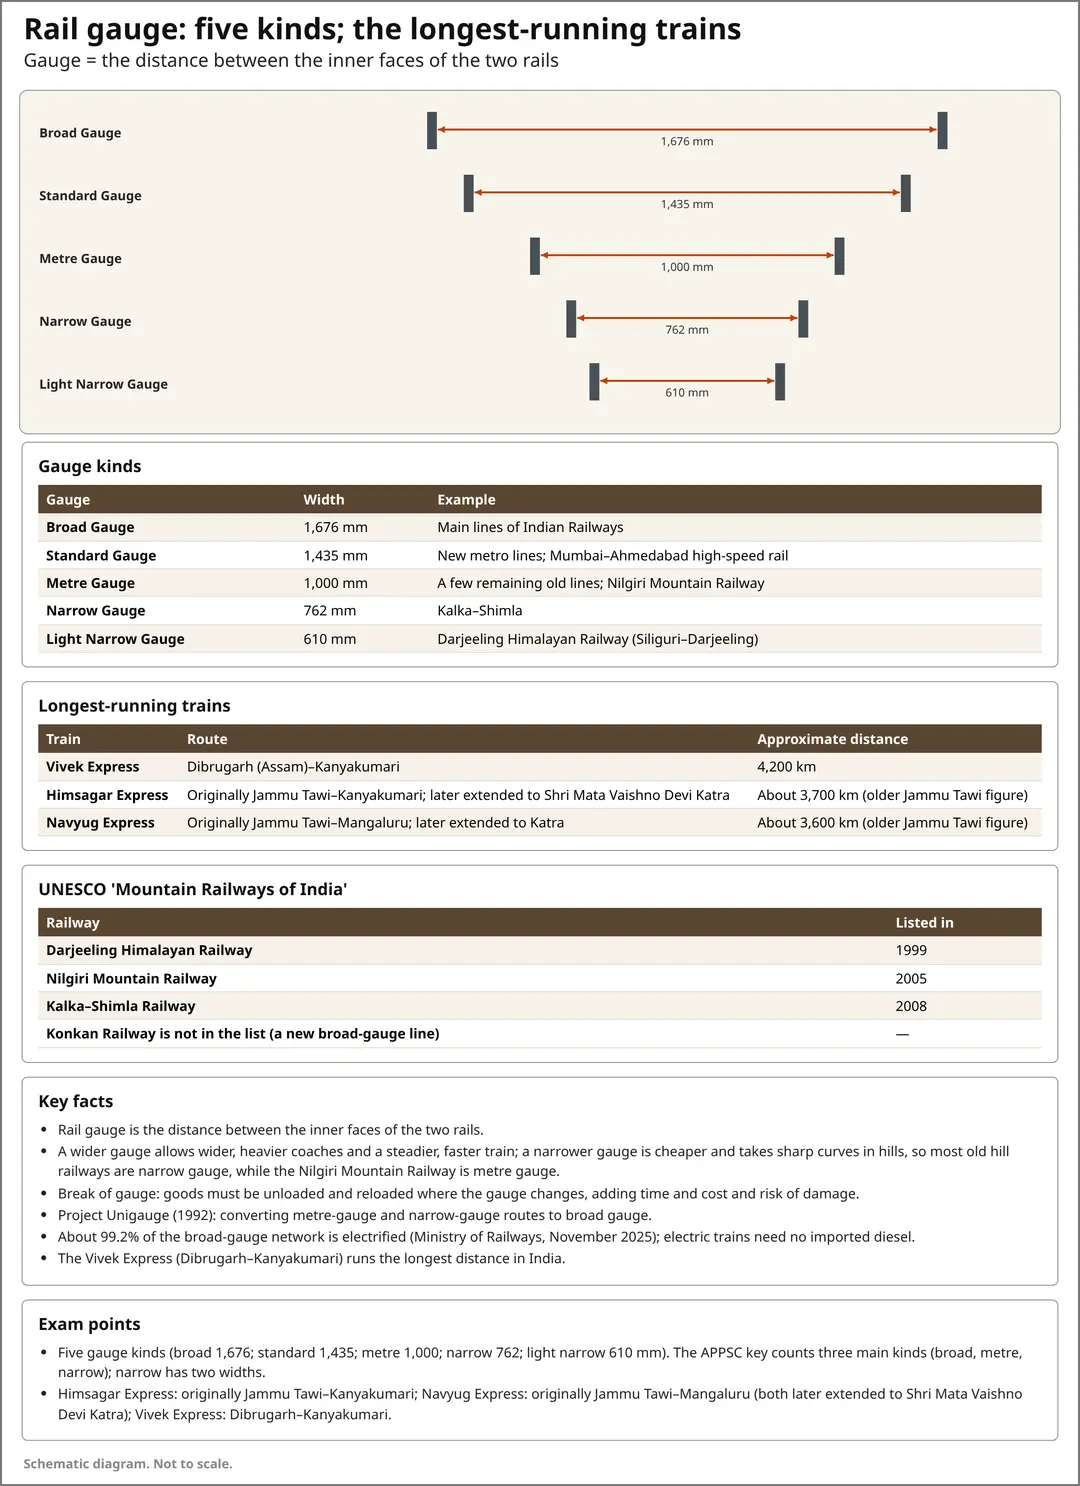 Rail gauge: five kinds; the longest-running trains
Gauge = the distance between the inner faces of the two rails
Broad Gauge
1,676 mm
Standard Gauge
1,435 mm
Metre Gauge
1,000 mm
Narrow Gauge
762 mm
Light Narrow Gauge
610 mm
Gauge kinds
Gauge Width Example
Broad Gauge 1,676 mm Main lines of Indian Railways
Standard Gauge 1,435 mm New metro lines; Mumbai–Ahmedabad high-speed rail
Metre Gauge 1,000 mm A few remaining old lines; Nilgiri Mountain Railway
Narrow Gauge 762 mm Kalka–Shimla
Light Narrow Gauge 610 mm Darjeeling Himalayan Railway (Siliguri–Darjeeling)
Longest-running trains
Train Route Approximate distance
Vivek Express Dibrugarh (Assam)–Kanyakumari 4,200 km
Himsagar Express Originally Jammu Tawi–Kanyakumari; later extended to Shri Mata Vaishno Devi Katra About 3,700 km (older Jammu Tawi figure)
Navyug Express Originally Jammu Tawi–Mangaluru; later extended to Katra About 3,600 km (older Jammu Tawi figure)
UNESCO 'Mountain Railways of India'
Railway Listed in
Darjeeling Himalayan Railway 1999
Nilgiri Mountain Railway 2005
Kalka–Shimla Railway 2008
Konkan Railway is not in the list (a new broad-gauge line) —
Key facts
• Rail gauge is the distance between the inner faces of the two rails.
• A wider gauge allows wider, heavier coaches and a steadier, faster train; a narrower gauge is cheaper and takes sharp curves in hills, so most old hill
railways are narrow gauge, while the Nilgiri Mountain Railway is metre gauge.
• Break of gauge: goods must be unloaded and reloaded where the gauge changes, adding time and cost and risk of damage.
• Project Unigauge (1992): converting metre-gauge and narrow-gauge routes to broad gauge.
• About 99.2% of the broad-gauge network is electrified (Ministry of Railways, November 2025); electric trains need no imported diesel.
• The Vivek Express (Dibrugarh–Kanyakumari) runs the longest distance in India.
Exam points
• Five gauge kinds (broad 1,676; standard 1,435; metre 1,000; narrow 762; light narrow 610 mm). The APPSC key counts three main kinds (broad, metre,
narrow); narrow has two widths.
• Himsagar Express: originally Jammu Tawi–Kanyakumari; Navyug Express: originally Jammu Tawi–Mangaluru (both later extended to Shri Mata Vaishno
Devi Katra); Vivek Express: Dibrugarh–Kanyakumari.
Schematic diagram. Not to scale.